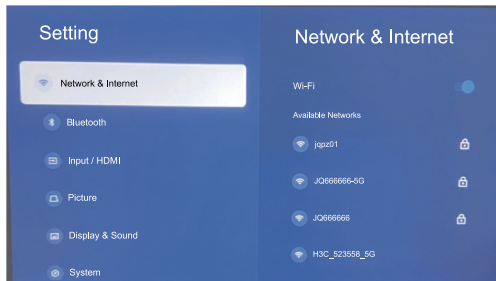 Setting
Network & Internet
Bluetooth
Input / HDMI
Picture
Display & Sound
System
Network & Internet
Wi-Fi
Available Networks
jqpz01
JQ666666-5G
JQ666666
H3C_523558_5G